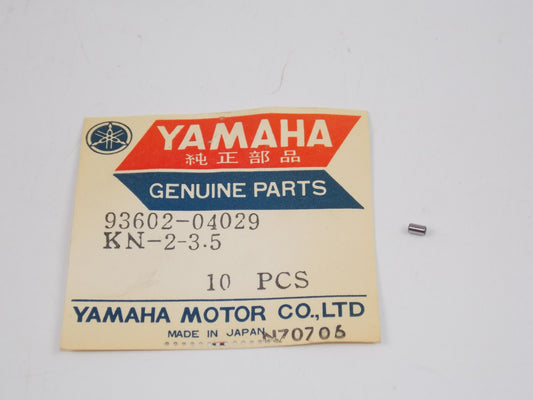 YAMAHA
純正部品
GENUINE PARTS
93602-04029
KN-2-3.5
10 PCS
YAMAHA MOTOR CO.,LTD
MADE IN JAPAN N70706